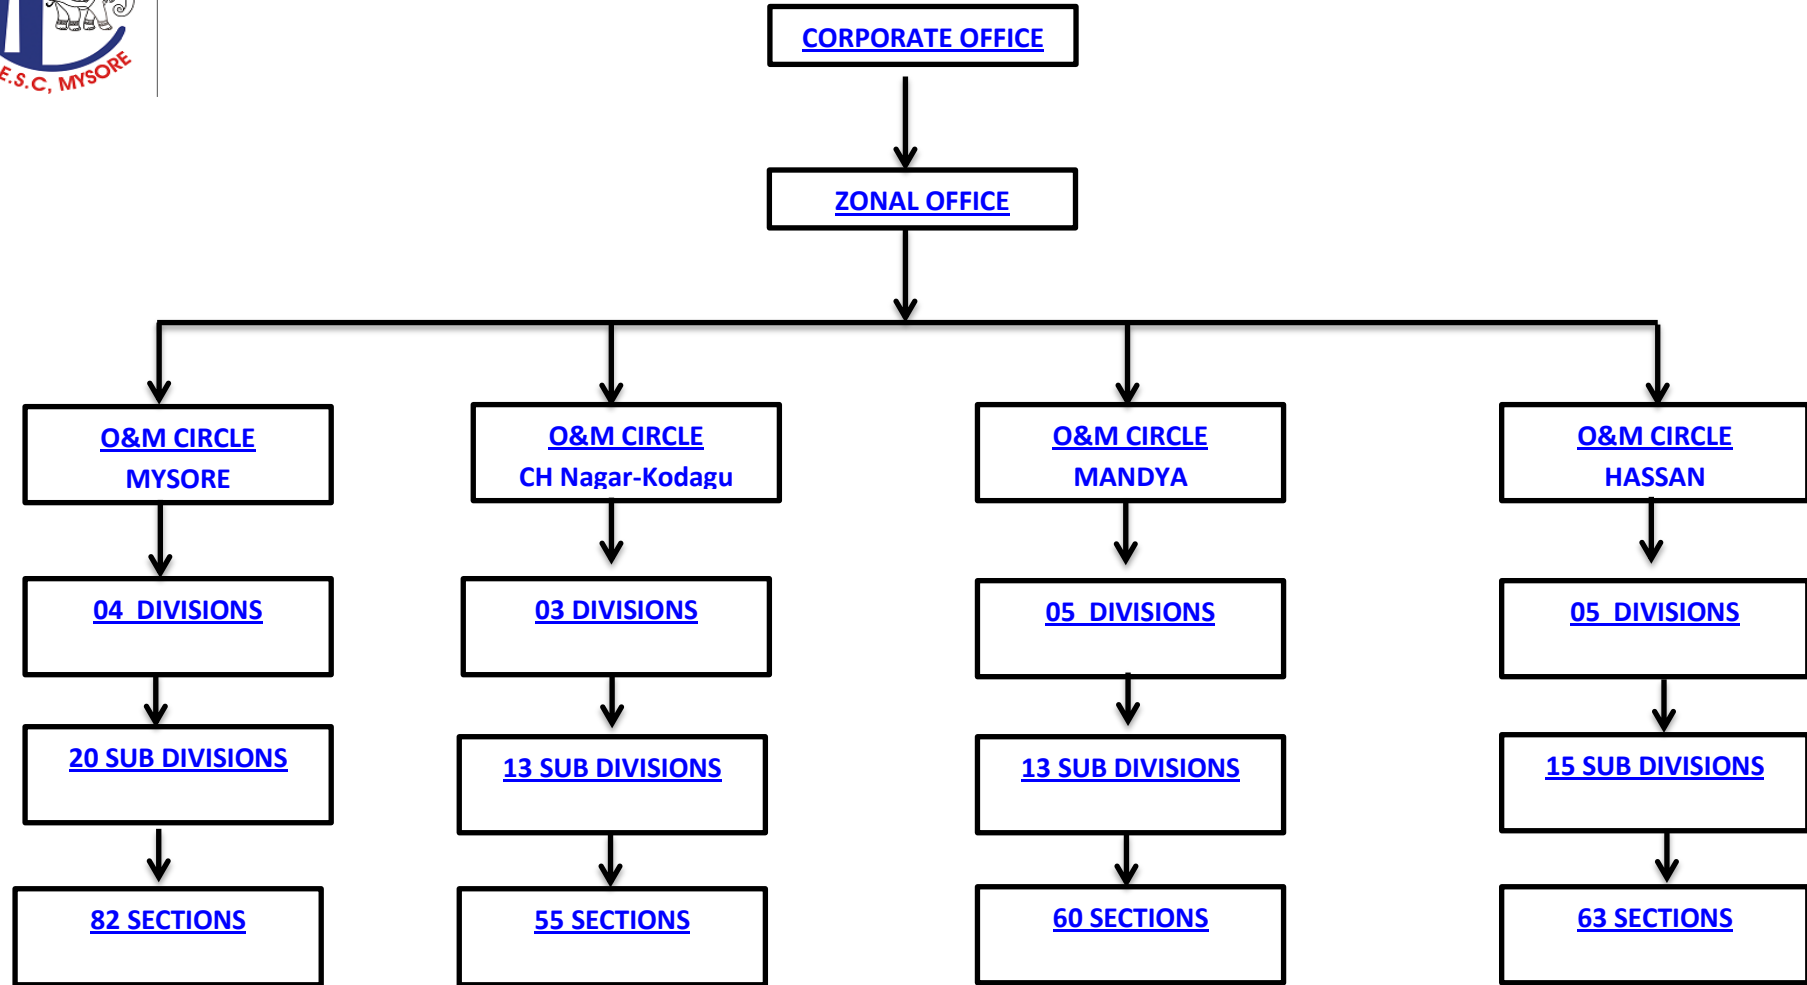 E.S.C, MYSORE
CORPORATE OFFICE
ZONAL OFFICE
O&M CIRCLE
MYSORE
O&M CIRCLE
CH Nagar-Kodagu
O&M CIRCLE
MANDYA
O&M CIRCLE
HASSAN
04  DIVISIONS
03 DIVISIONS
05  DIVISIONS
05  DIVISIONS
20 SUB DIVISIONS
13 SUB DIVISIONS
13 SUB DIVISIONS
15 SUB DIVISIONS
82 SECTIONS
55 SECTIONS
60 SECTIONS
63 SECTIONS